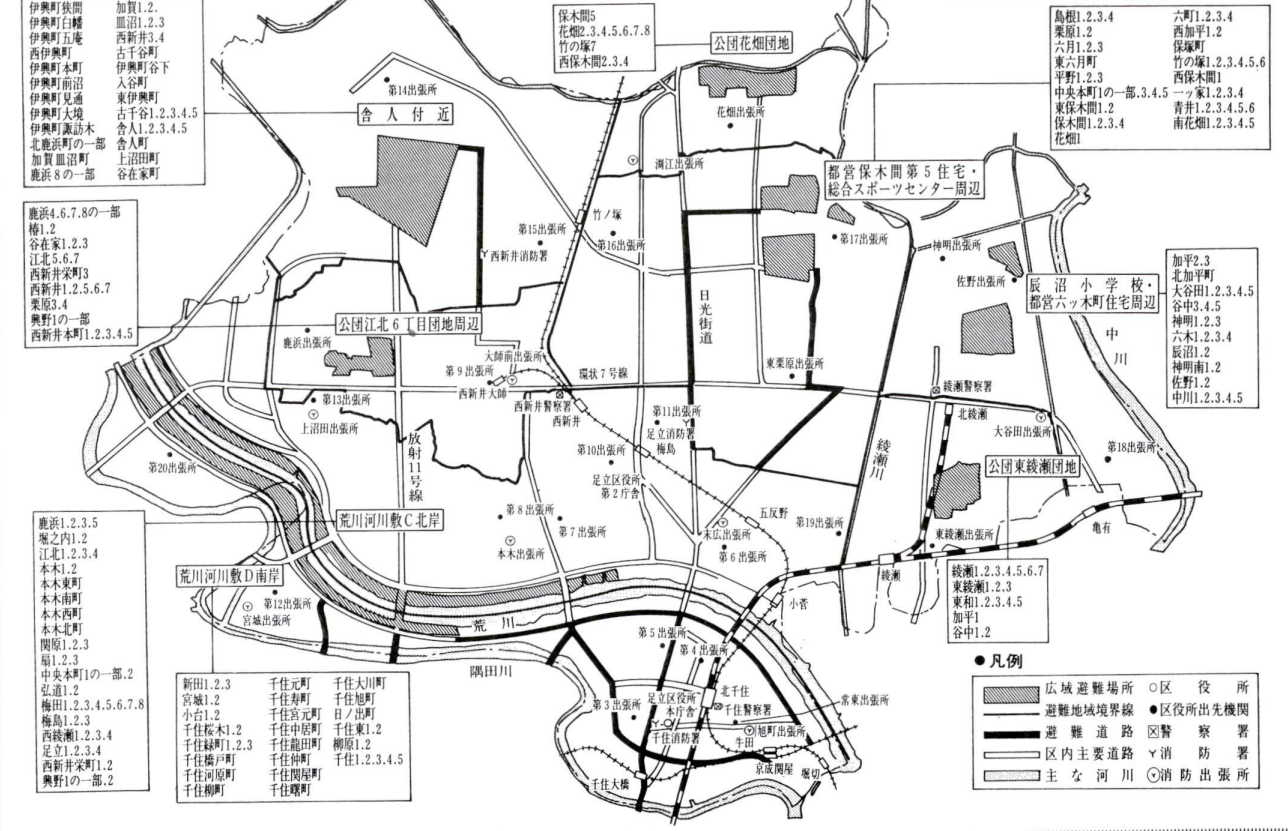 伊興町狭間　加賀1.2.
伊興町白幡　皿沼1.2.3
伊興町五庵　西新井3.4
西伊興町　古千谷町
伊興町本町　伊興町谷下
伊興町前沼　入谷町
伊興町見通　東伊興町
伊興町大境　古千谷1.2.3.4.5
伊興町諏訪木　舎人1.2.3.4.5
北鹿浜町の一部　舎人町
加賀皿沼町　上沼田町
鹿浜8の一部　谷在家町
舎人付近
第14出張所
保木間5
花畑2.3.4.5.6.7.8
竹の塚7
西保木間2.3.4
公団花畑団地
花畑出張所
渕江出張所
島根1.2.3.4　六町1.2.3.4
栗原1.2　西加平1.2
六月1.2.3　保塚町
東六月町　竹の塚1.2.3.4.5.6
平野1.2.3　西保木間1
中央本町1の一部.3.4.5　一ッ家1.2.3.4
東保木間1.2　青井1.2.3.4.5.6
保木間1.2.3.4　南花畑1.2.3.4.5
花畑1
都営保木間第5住宅・
総合スポーツセンター周辺
鹿浜4.6.7.8の一部
椿1.2
谷在家1.2.3
江北5.6.7
西新井栄町3
西新井1.2.5.6.7
栗原3.4
興野1の一部
西新井本町1.2.3.4.5
公団江北6丁目団地周辺
竹ノ塚
第15出張所
第16出張所
西新井消防署
第17出張所
神明出張所
佐野出張所
辰沼小学校・
都営六ッ木町住宅周辺
加平2.3
北加平町
大谷田1.2.3.4.5
谷中3.4.5
神明1.2.3
六木1.2.3.4
辰沼1.2
神明南1.2
佐野1.2
中川1.2.3.4.5
中川
日光街道
鹿浜出張所
大師前出張所
第9出張所
西新井大師
環状7号線
東栗原出張所
第13出張所
上沼田出張所
西新井警察署
西新井
綾瀬警察署
北綾瀬
大谷田出張所
第11出張所
足立消防署
梅島
第10出張所
足立区役所
第2庁舎
放射11号線
綾瀬川
第18出張所
公団東綾瀬団地
第20出張所
第8出張所
第7出張所
本木出張所
五反野
末広出張所
第6出張所
第19出張所
東綾瀬出張所
綾瀬
亀有
鹿浜1.2.3.5
堀之内1.2
江北1.2.3.4
本木1.2
本木東町
本木南町
本木西町
本木北町
関原1.2.3
扇1.2.3
中央本町1の一部.2
弘道1.2
梅田1.2.3.4.5.6.7.8
梅島1.2.3
西綾瀬1.2.3.4
足立1.2.3.4
西新井栄町1.2
興野1の一部.2
荒川河川敷C北岸
荒川河川敷D南岸
第12出張所
宮城出張所
荒川
隅田川
小菅
綾瀬1.2.3.4.5.6.7
東綾瀬1.2.3
東和1.2.3.4.5
加平1
谷中1.2
新田1.2.3　千住元町　千住大川町
宮城1.2　千住寿町　千住旭町
小台1.2　千住宮元町　日ノ出町
千住桜木1.2　千住中居町　千住東1.2
千住緑町1.2.3　千住龍田町　柳原1.2
千住橋戸町　千住仲町　千住1.2.3.4.5
千住河原町　千住関屋町
千住柳町　千住曙町
第5出張所
第4出張所
北千住
第3出張所
足立区役所
本庁舎
千住警察署
常東出張所
千住消防署
旭町出張所
牛田
京成関屋
堀切
千住大橋
●凡例
広域避難場所　○区役所
避難地域境界線　●区役所出先機関
避難道路　警察署
区内主要道路　Y消防署
主な河川　消防出張所